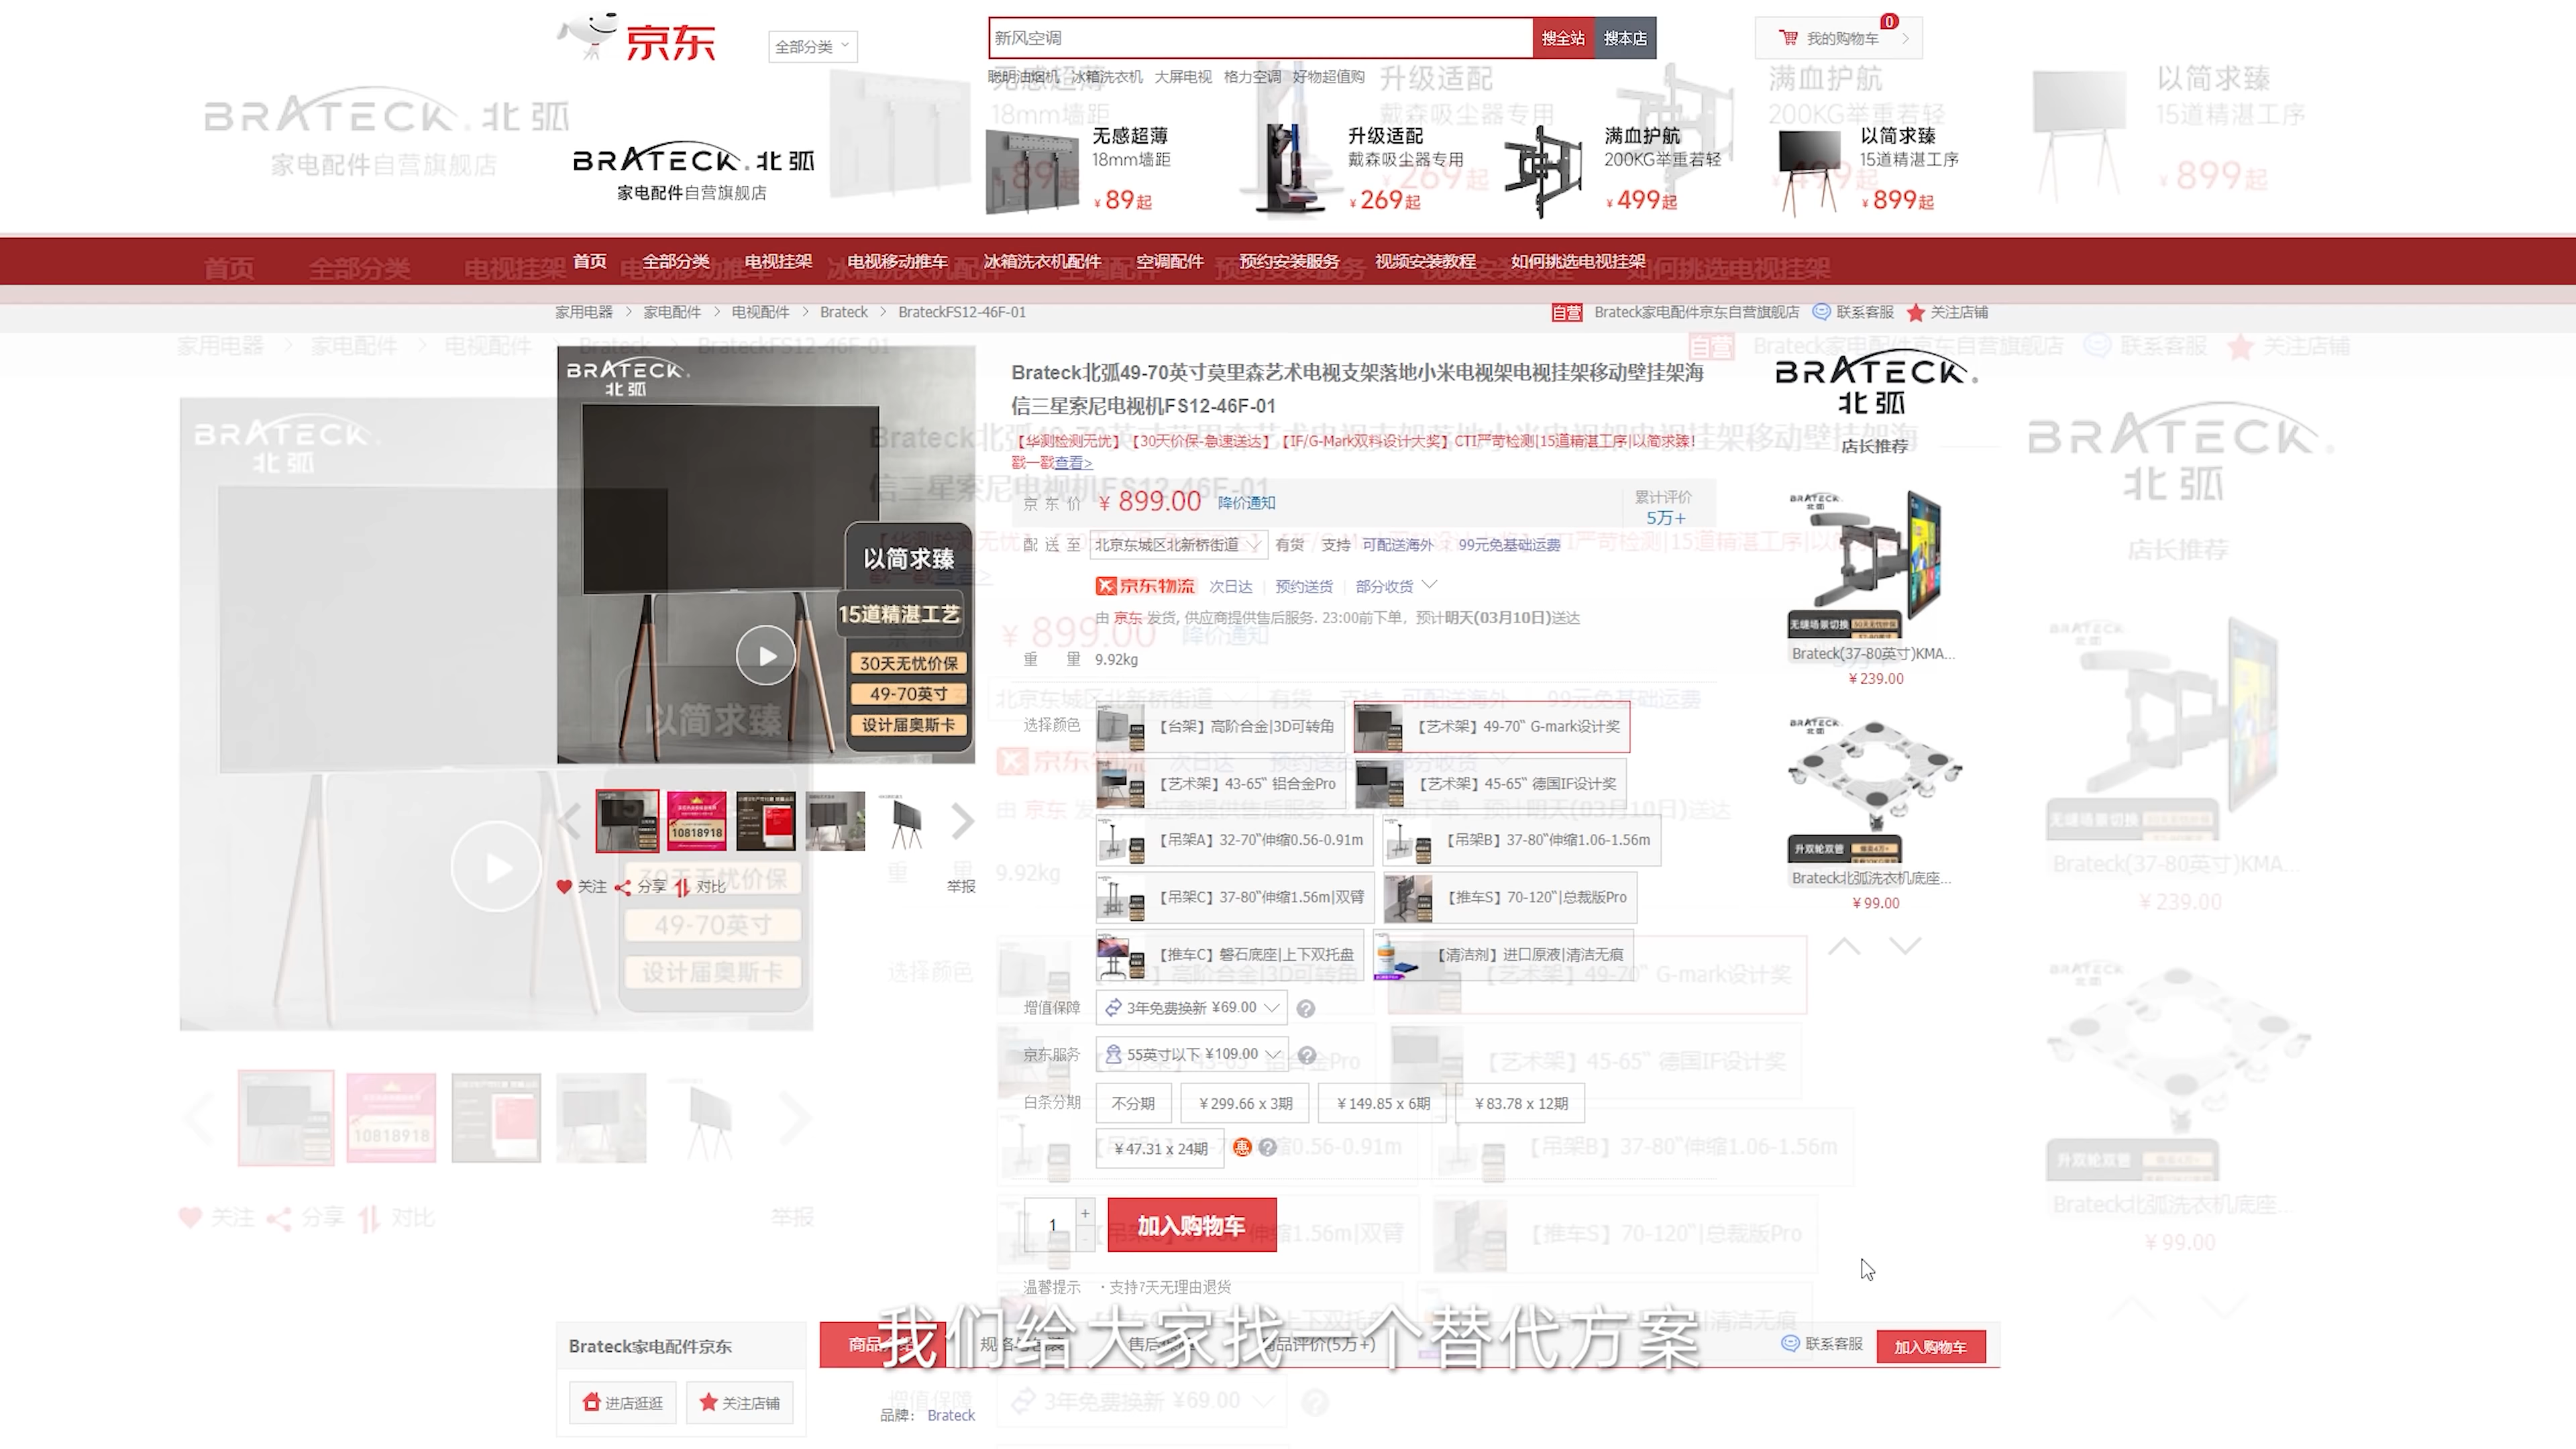 京东
全部分类
新风空调
搜全站
搜本店
0
我的购物车
聪明油烟机 冰箱洗衣机 大屏电视 格力空调 好物超值购
BRATECK.北弧
家电配件自营旗舰店
无感超薄
18mm墙距
¥89起
升级适配
戴森吸尘器专用
¥269起
满血护航
200KG举重若轻
¥499起
以简求臻
15道精湛工序
¥899起
首页 全部分类 电视挂架 电视移动推车 冰箱洗衣机配件 空调配件 预约安装服务 视频安装教程 如何挑选电视挂架
家用电器 > 家电配件 > 电视配件 > Brateck > BrateckFS12-46F-01
自营 Brateck家电配件京东自营旗舰店 联系客服 关注店铺
BRATECK.
北弧
以简求臻
15道精湛工艺
30天无忧价保
49-70英寸
设计届奥斯卡
10818918
关注 分享 对比
举报
Brateck北弧49-70英寸莫里森艺术电视支架落地小米电视架电视挂架移动壁挂架海
信三星索尼电视机FS12-46F-01
【华测检测无忧】【30天价保-急速送达】【IF/G-Mark双料设计大奖】CTI严苛检测|15道精湛工序|以简求臻!
戳一戳查看>
京东价 ¥ 899.00 降价通知
累计评价
5万+
配送至 北京东城区北新桥街道 有货 支持 可配送海外 99元免基础运费
京东物流 次日达 预约送货 部分收货
由 京东 发货, 供应商提供售后服务. 23:00前下单，预计明天(03月10日)送达
重量 9.92kg
选择颜色
【台架】高阶合金|3D可转角
【艺术架】49-70“ G-mark设计奖
【艺术架】43-65“ 铝合金Pro
【艺术架】45-65“ 德国IF设计奖
【吊架A】32-70“伸缩0.56-0.91m
【吊架B】37-80“伸缩1.06-1.56m
【吊架C】37-80“伸缩1.56m|双臂
【推车S】70-120“|总裁版Pro
【推车C】磐石底座|上下双托盘
【清洁剂】进口原液|清洁无痕
增值保障 3年免费换新 ¥69.00 ?
京东服务 55英寸以下 ¥109.00 ?
白条分期 不分期 ¥299.66 x 3期 ¥149.85 x 6期 ¥83.78 x 12期
¥47.31 x 24期 惠 ?
1 + - 加入购物车
温馨提示 ·支持7天无理由退货
BRATECK.
北弧
店长推荐
BRATECK.
北弧
无缝场景切换
Brateck(37-80英寸)KMA...
¥239.00
BRATECK.
北弧
升双轮双管
Brateck北弧洗衣机底座...
¥99.00
Brateck家电配件京东
进店逛逛
关注店铺
商品评价(5万+)
联系客服
加入购物车
品牌： Brateck
我们给大家找一个替代方案